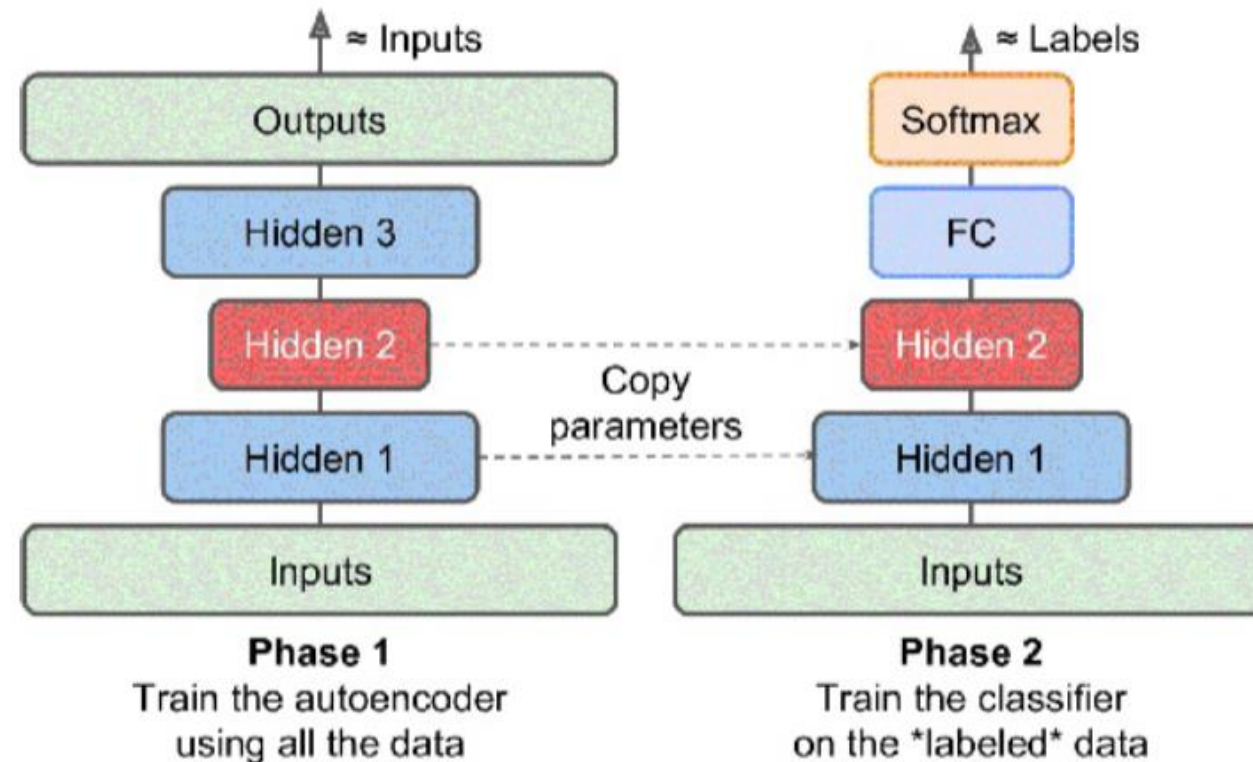 ≈ Inputs
Outputs
Hidden 3
Hidden 2
Hidden 1
Inputs
Phase 1
Train the autoencoder
using all the data
Copy
parameters
≈ Labels
Softmax
FC
Hidden 2
Hidden 1
Inputs
Phase 2
Train the classifier
on the *labeled* data